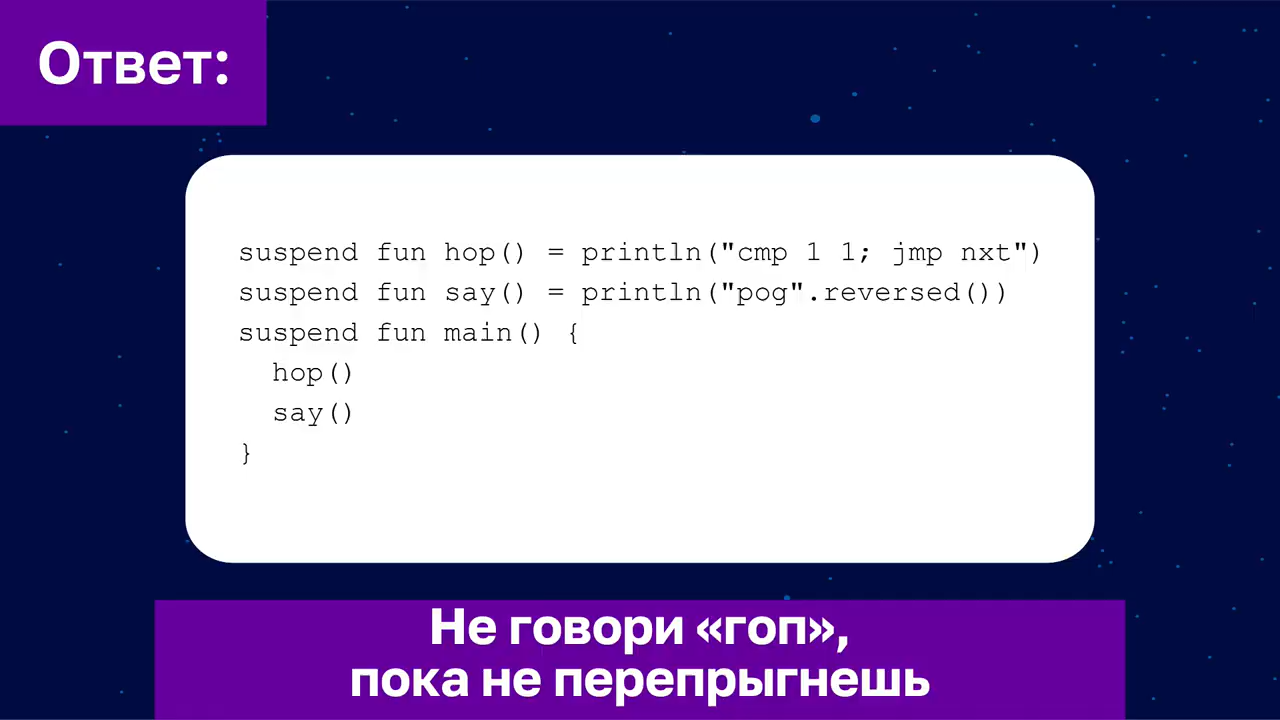 Ответ:
suspend fun hop() = println("cmp 1 1; jmp nxt")
suspend fun say() = println("pog".reversed())
suspend fun main() {
  hop()
  say()
}
Не говори «гоп»,
пока не перепрыгнешь